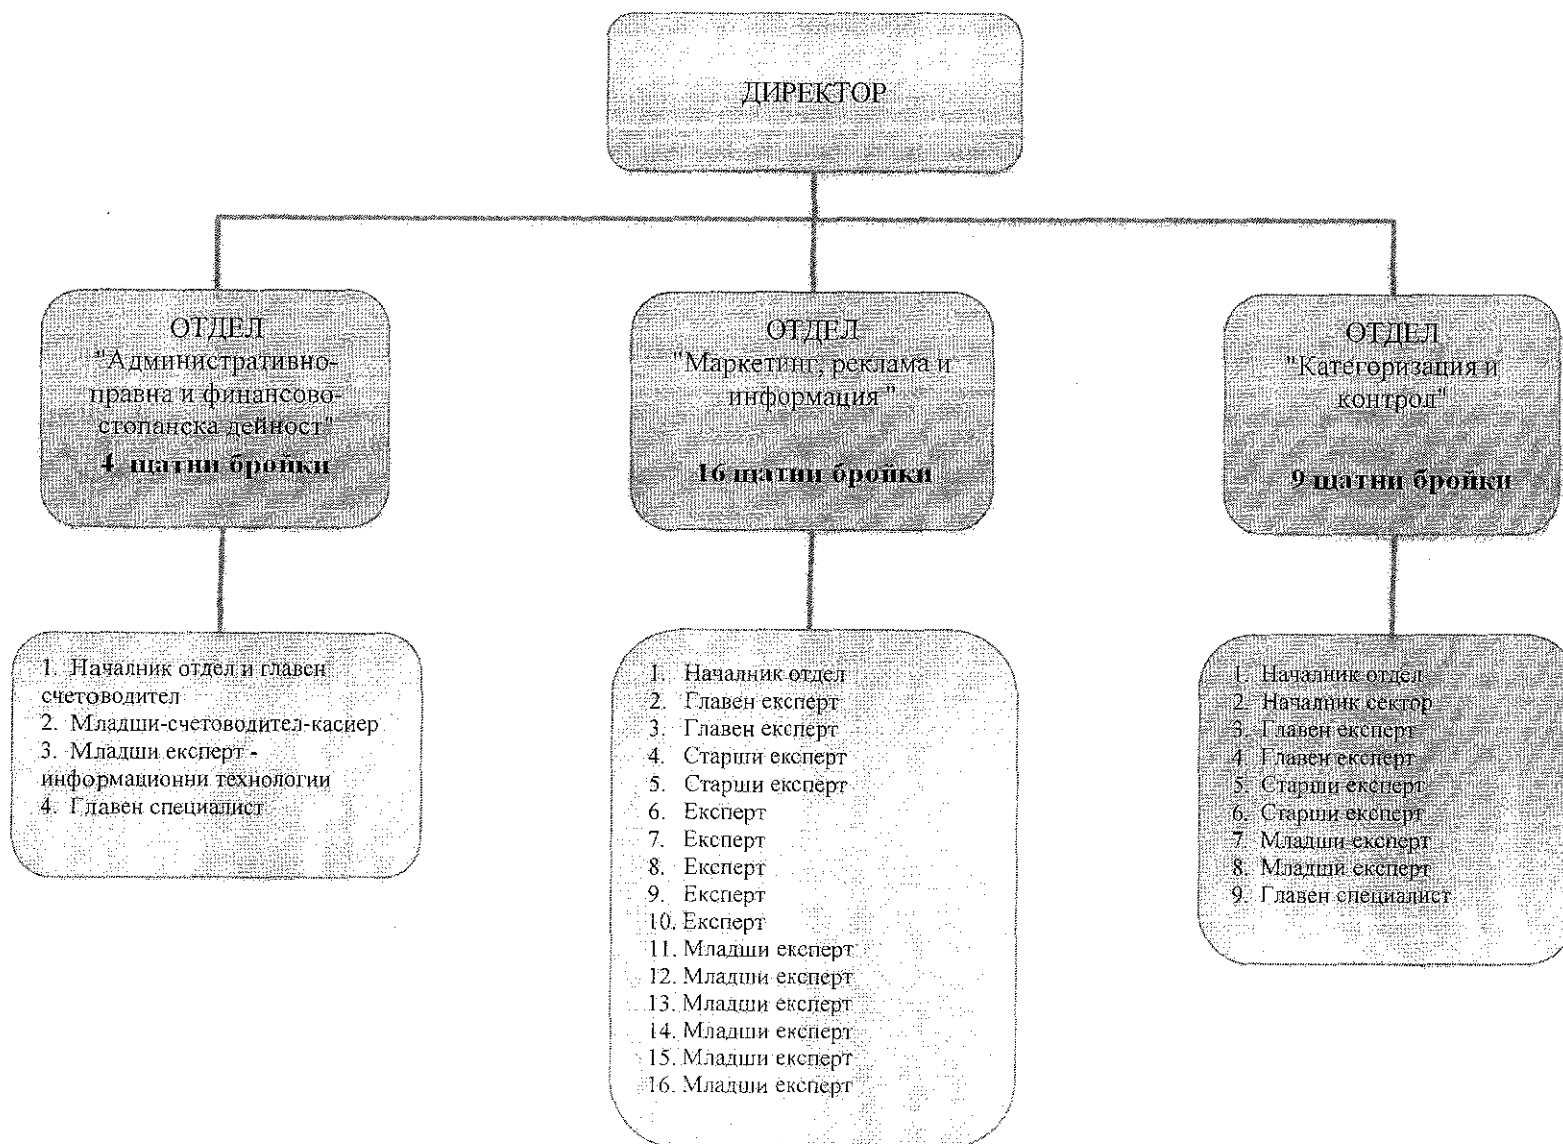 ДИРЕКТОР
ОТДЕЛ
"Административно-
правна и финансово-
стопанска дейност"
4 щатни бройки
ОТДЕЛ
"Маркетинг, реклама и
информация"
16 щатни бройки
ОТДЕЛ
"Категоризация и
контрол"
9 щатни бройки
1. Началник отдел и главен
счетоводител
2. Младши-счетоводител-касиер
3. Младши експерт -
информационни технологии
4. Главен специалист
1. Началник отдел
2. Главен експерт
3. Главен експерт
4. Старши експерт
5. Старши експерт
6. Експерт
7. Експерт
8. Експерт
9. Експерт
10. Експерт
11. Младши експерт
12. Младши експерт
13. Младши експерт
14. Младши експерт
15. Младши експерт
16. Младши експерт
1. Началник отдел
2. Началник сектор
3. Главен експерт
4. Главен експерт
5. Старши експерт
6. Старши експерт
7. Младши експерт
8. Младши експерт
9. Главен специалист